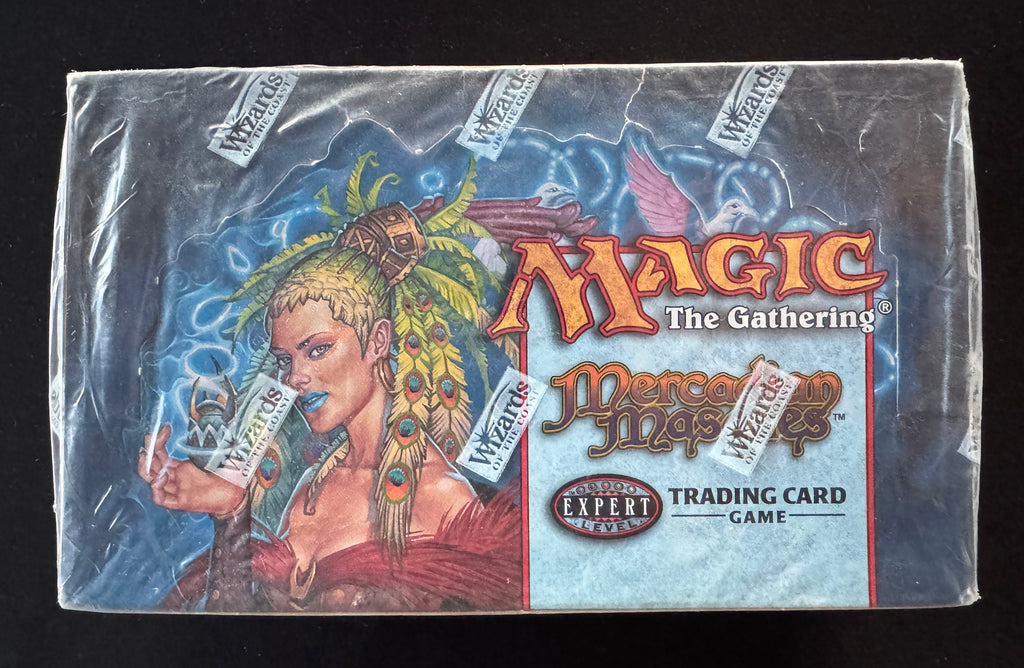 Wizards
OF THE COAST
Wizards
OF THE COAST
Wizards
OF THE COAST
MAGIC
The Gathering®
Mercadian
Masques™
Wizards
OF THE COAST
Wizards
OF THE COAST
Wizards
OF THE COAST
EXPERT
LEVEL
TRADING CARD
GAME